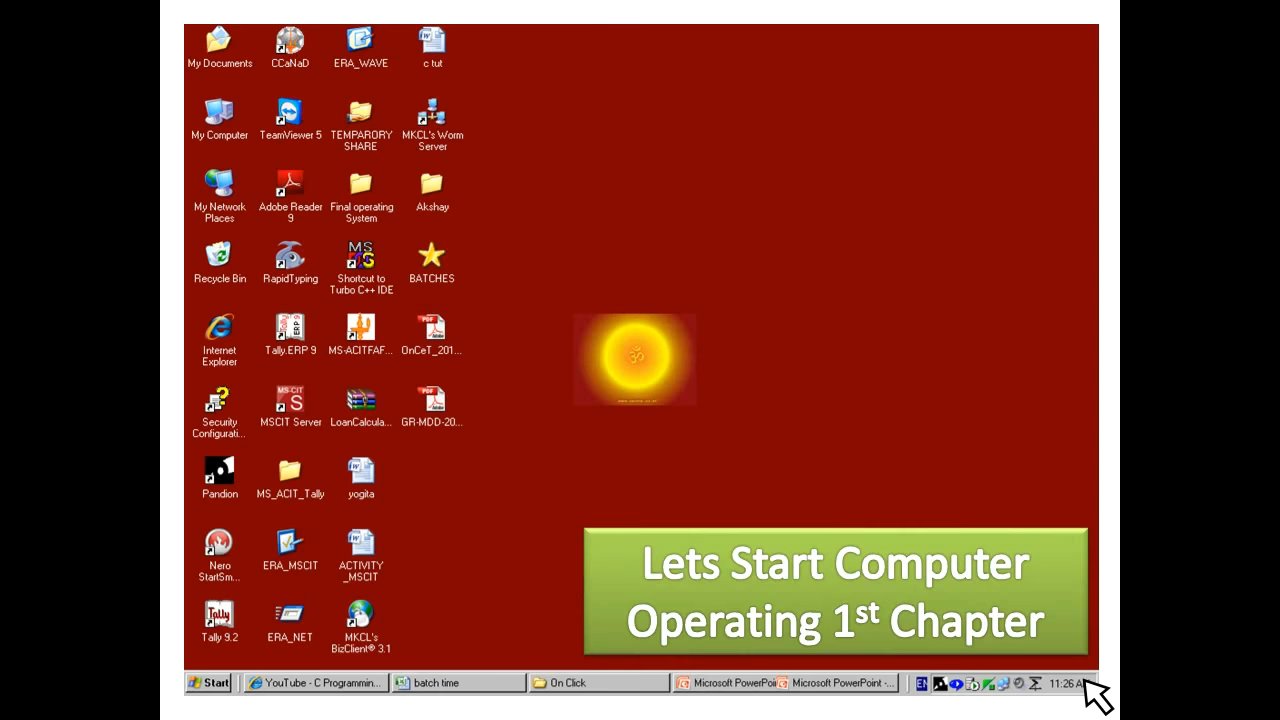 My Documents
CCaNaD
ERA_WAVE
c tut
My Computer
TeamViewer 5
TEMPARORY
SHARE
MKCL's Worm
Server
My Network
Places
Adobe Reader
9
Final operating
System
Akshay
Recycle Bin
RapidTyping
Shortcut to
Turbo C++ IDE
BATCHES
Internet
Explorer
Tally.ERP 9
MS-ACITFAF...
OnCeT_201...
Security
Configurati...
MSCIT Server
LoanCalcula...
GR-MDD-20...
Pandion
MS_ACIT_Tally
yogita
Nero
StartSm...
ERA_MSCIT
ACTIVITY
_MSCIT
Tally 9.2
ERA_NET
MKCL's
BizClient® 3.1
ॐ
Lets Start Computer
Operating 1st Chapter
Start
YouTube - C Programmin...
batch time
On Click
Microsoft PowerPoi
Microsoft PowerPoint -...
EN
11:26 A